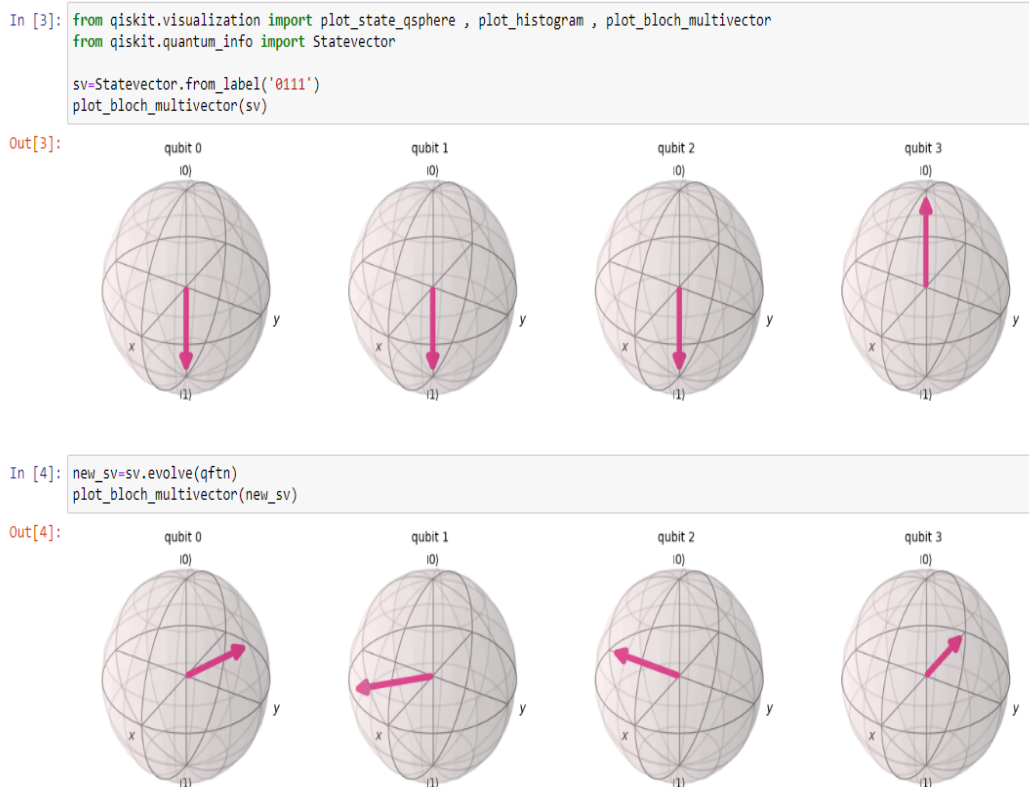 In [3]: from qiskit.visualization import plot_state_qsphere , plot_histogram , plot_bloch_multivector
from qiskit.quantum_info import Statevector
sv=Statevector.from_label('0111')
plot_bloch_multivector(sv)
Out[3]:
qubit 0 qubit 1 qubit 2 qubit 3
|0⟩ |0⟩ |0⟩ |0⟩
y y y y
x x x x
|1⟩ |1⟩ |1⟩ |1⟩
In [4]: new_sv=sv.evolve(qftn)
plot_bloch_multivector(new_sv)
Out[4]:
qubit 0 qubit 1 qubit 2 qubit 3
|0⟩ |0⟩ |0⟩ |0⟩
y y y y
x x x x
|1⟩ |1⟩ |1⟩ |1⟩